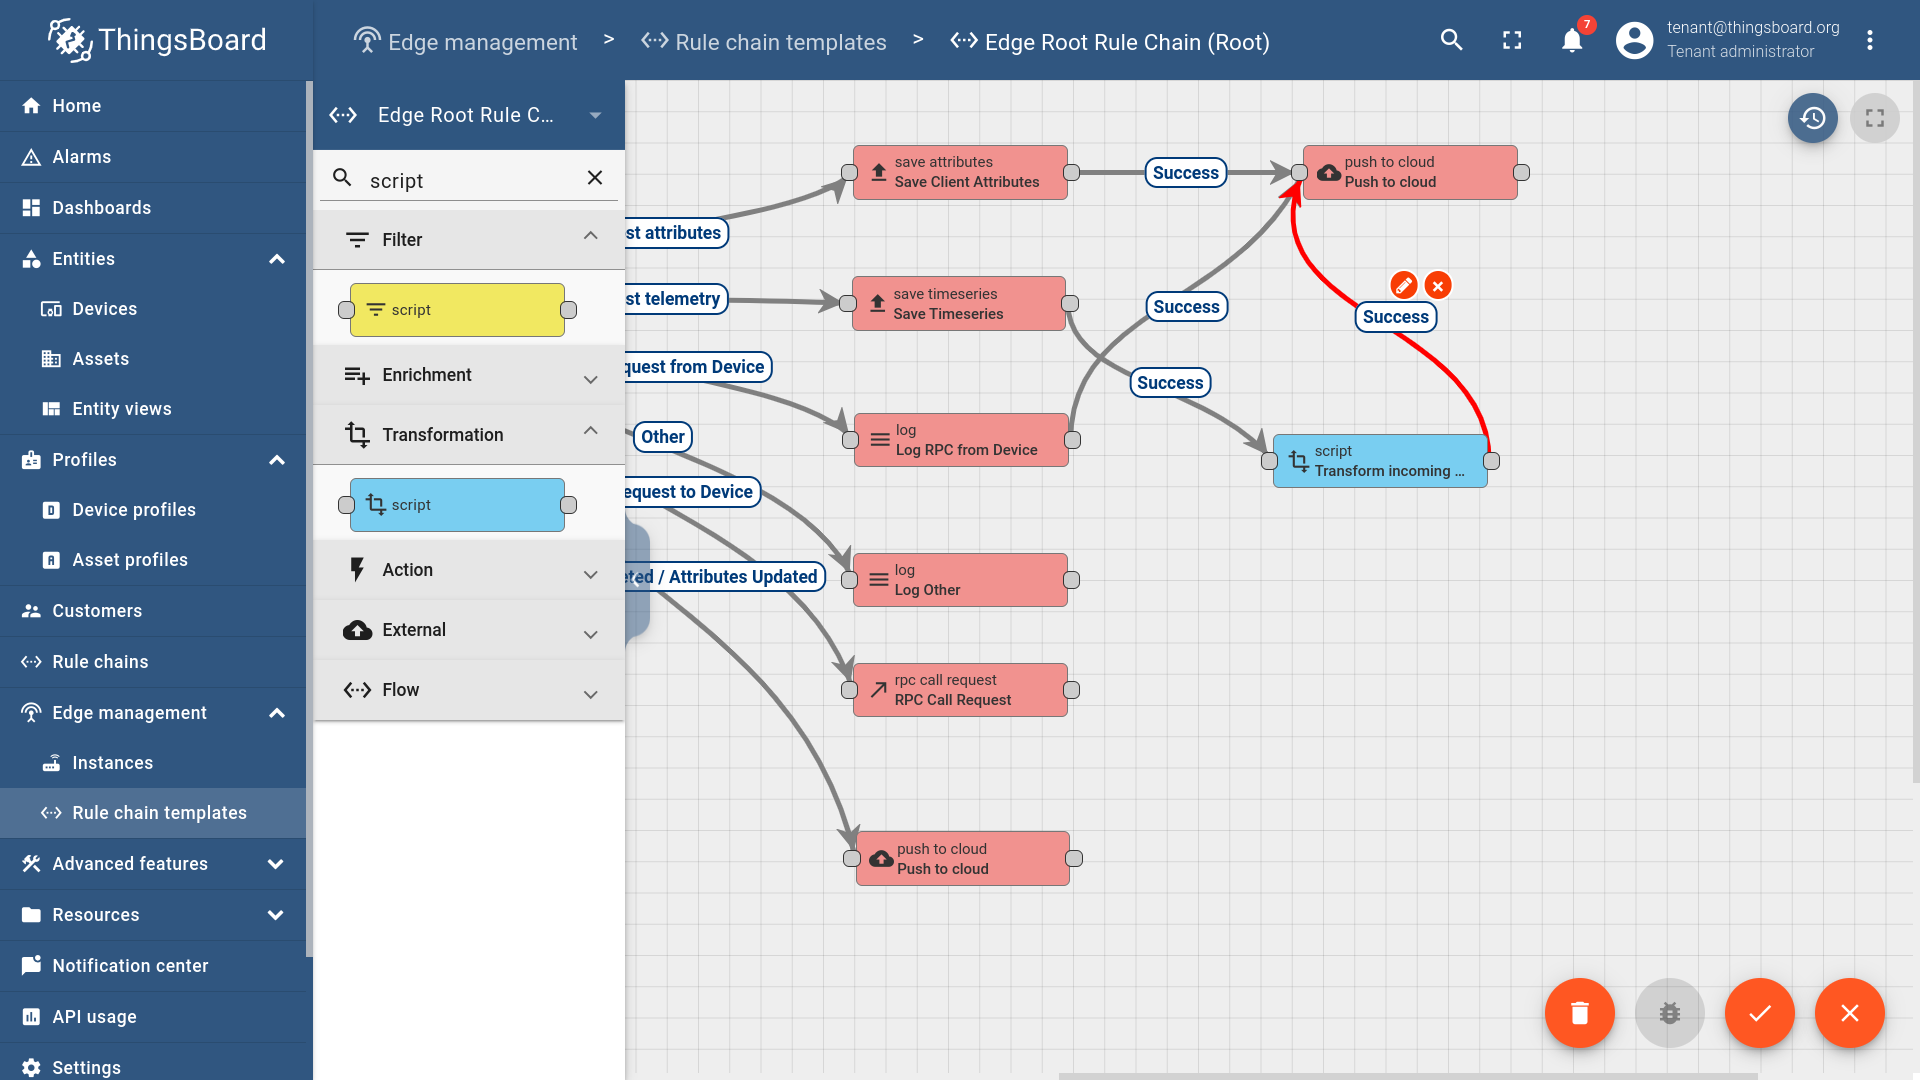 ThingsBoard
Edge management > Rule chain templates > Edge Root Rule Chain (Root)
7
tenant@thingsboard.org
Tenant administrator
Home
Alarms
Dashboards
Entities
Devices
Assets
Entity views
Profiles
Device profiles
Asset profiles
Customers
Rule chains
Edge management
Instances
Rule chain templates
Advanced features
Resources
Notification center
API usage
Settings
Edge Root Rule C...
script
Filter
script
Enrichment
Transformation
script
Action
External
Flow
st attributes
st telemetry
quest from Device
Other
equest to Device
ted / Attributes Updated
save attributes
Save Client Attributes
Success
push to cloud
Push to cloud
save timeseries
Save Timeseries
Success
Success
Success
log
Log RPC from Device
script
Transform incoming ...
log
Log Other
rpc call request
RPC Call Request
push to cloud
Push to cloud